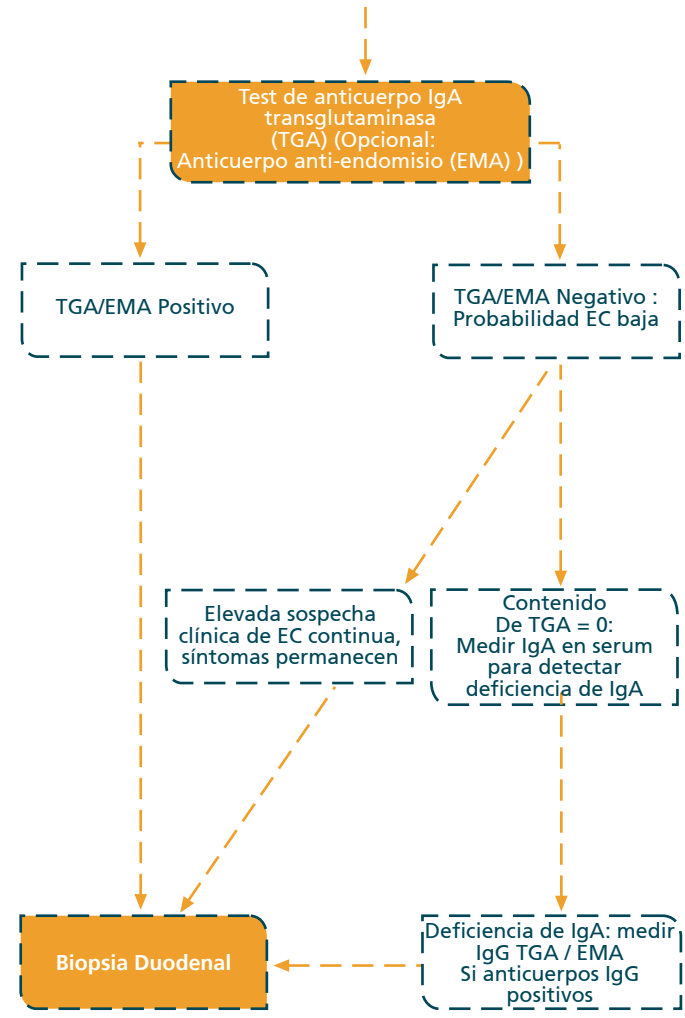 Test de anticuerpo IgA
transglutaminasa
(TGA) (Opcional:
Anticuerpo anti-endomisio (EMA) )
TGA/EMA Positivo
TGA/EMA Negativo :
Probabilidad EC baja
Elevada sospecha
clínica de EC continua,
síntomas permanecen
Contenido
De TGA = 0:
Medir IgA en serum
para detectar
deficiencia de IgA
Biopsia Duodenal
Deficiencia de IgA: medir
IgG TGA / EMA
Si anticuerpos IgG
positivos